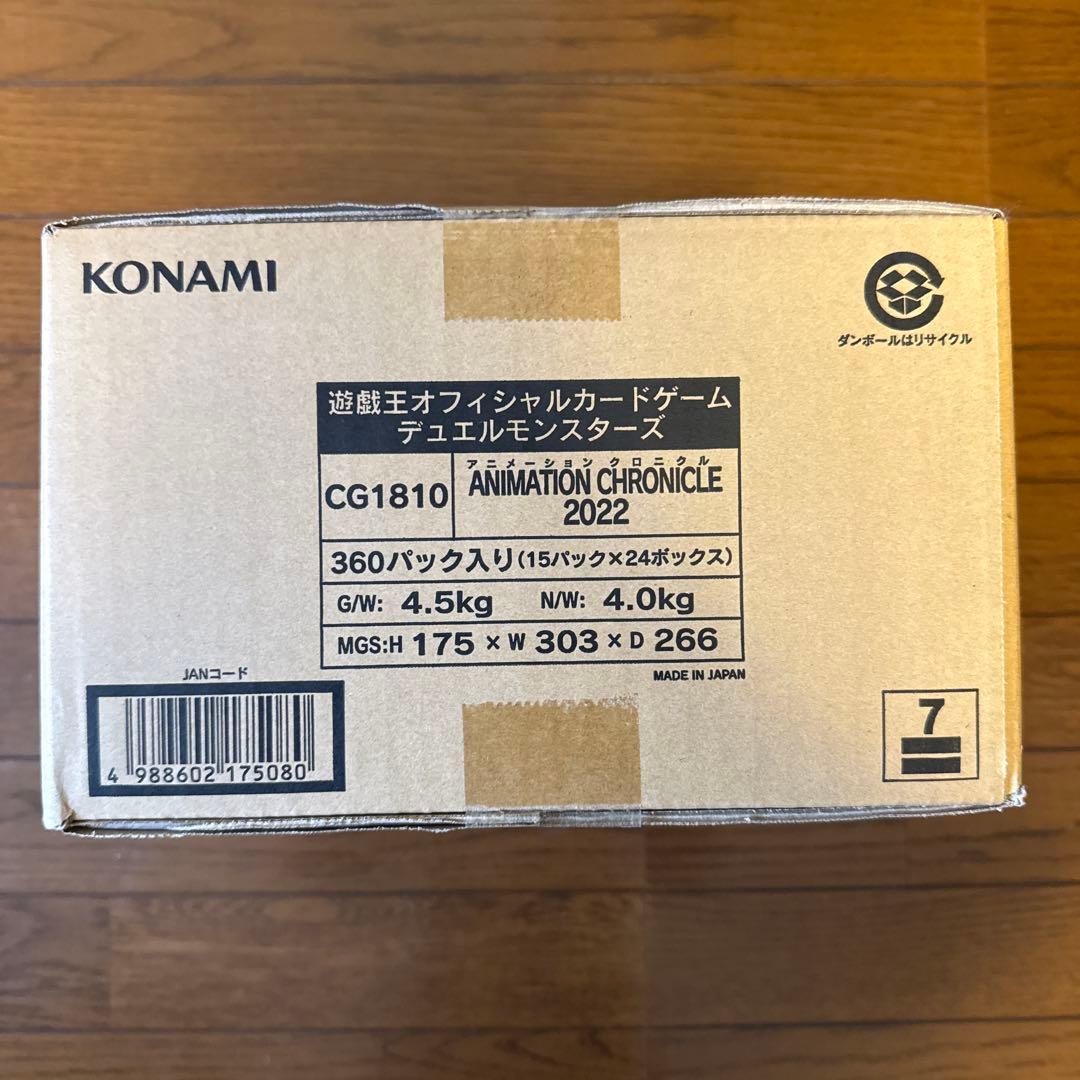 KONAMI
ダンボールはリサイクル
遊戯王オフィシャルカードゲーム
デュエルモンスターズ
CG1810
アニメーションクロニクル
ANIMATION CHRONICLE
2022
360パック入り(15パック×24ボックス)
G/W: 4.5kg N/W: 4.0kg
MGS:H 175 × W 303 × D 266
MADE IN JAPAN
JANコード
4 988602 175080
7